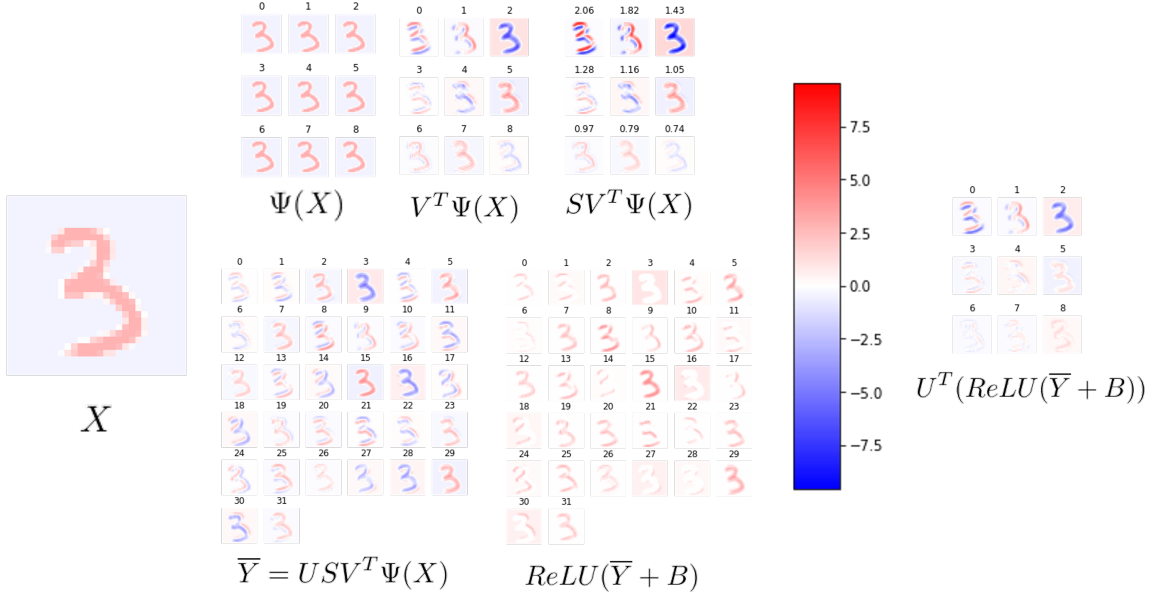 0 1 2
3 4 5
6 7 8
Ψ(X)
0 1 2
3 4 5
6 7 8
V^T Ψ(X)
2.06 1.82 1.43
1.28 1.16 1.05
0.97 0.79 0.74
SV^T Ψ(X)
X
0 1 2 3 4 5
6 7 8 9 10 11
12 13 14 15 16 17
18 19 20 21 22 23
24 25 26 27 28 29
30 31
Y̅ = USV^T Ψ(X)
0 1 2 3 4 5
6 7 8 9 10 11
12 13 14 15 16 17
18 19 20 21 22 23
24 25 26 27 28 29
30 31
ReLU(Y̅ + B)
7.5
5.0
2.5
0.0
−2.5
−5.0
−7.5
0 1 2
3 4 5
6 7 8
U^T(ReLU(Y̅ + B))